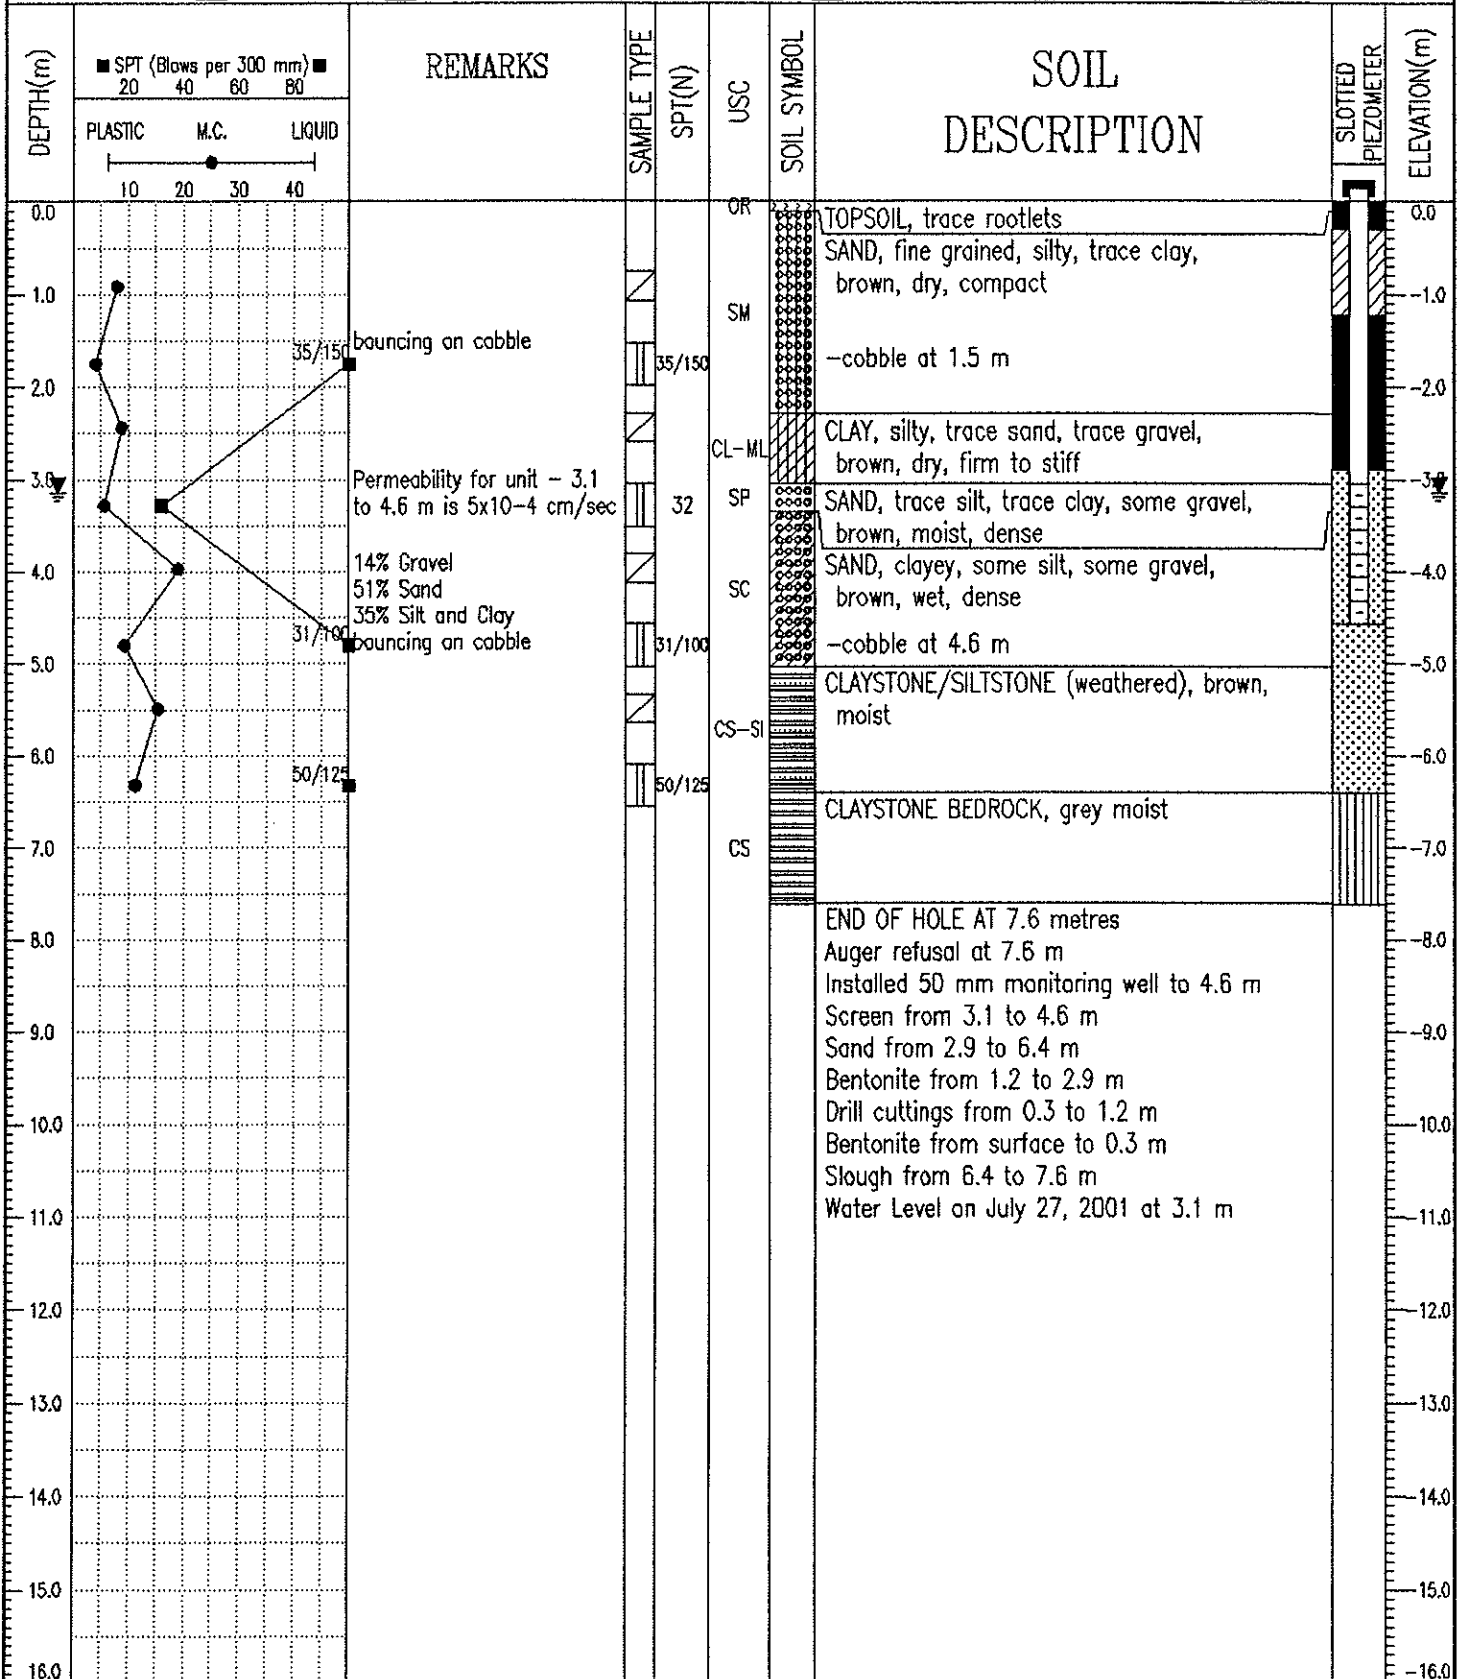 DEPTH(m)
■ SPT (Blows per 300 mm) ■
20 40 60 80
PLASTIC M.C. LIQUID
10 20 30 40
REMARKS
SAMPLE TYPE
SPT(N)
USC
SOIL SYMBOL
SOIL
DESCRIPTION
SLOTTED
PIEZOMETER
ELEVATION(m)
0.0
OR
TOPSOIL, trace rootlets
0.0
SAND, fine grained, silty, trace clay,
brown, dry, compact
1.0
-1.0
SM
35/150
bouncing on cobble
35/150
-cobble at 1.5 m
2.0
-2.0
CL-ML
CLAY, silty, trace sand, trace gravel,
brown, dry, firm to stiff
3.0
-3.0
Permeability for unit - 3.1
to 4.6 m is 5x10-4 cm/sec
32
SP
SAND, trace silt, trace clay, some gravel,
brown, moist, dense
14% Gravel
51% Sand
35% Silt and Clay
4.0
-4.0
SC
SAND, clayey, some silt, some gravel,
brown, wet, dense
31/100
bouncing on cobble
31/100
-cobble at 4.6 m
5.0
-5.0
CS-SI
CLAYSTONE/SILTSTONE (weathered), brown,
moist
6.0
-6.0
50/125
50/125
CLAYSTONE BEDROCK, grey moist
7.0
CS
-7.0
END OF HOLE AT 7.6 metres
8.0
-8.0
Auger refusal at 7.6 m
Installed 50 mm monitoring well to 4.6 m
Screen from 3.1 to 4.6 m
9.0
-9.0
Sand from 2.9 to 6.4 m
Bentonite from 1.2 to 2.9 m
Drill cuttings from 0.3 to 1.2 m
10.0
-10.0
Bentonite from surface to 0.3 m
Slough from 6.4 to 7.6 m
Water Level on July 27, 2001 at 3.1 m
11.0
-11.0
12.0
-12.0
13.0
-13.0
14.0
-14.0
15.0
-15.0
16.0
-16.0